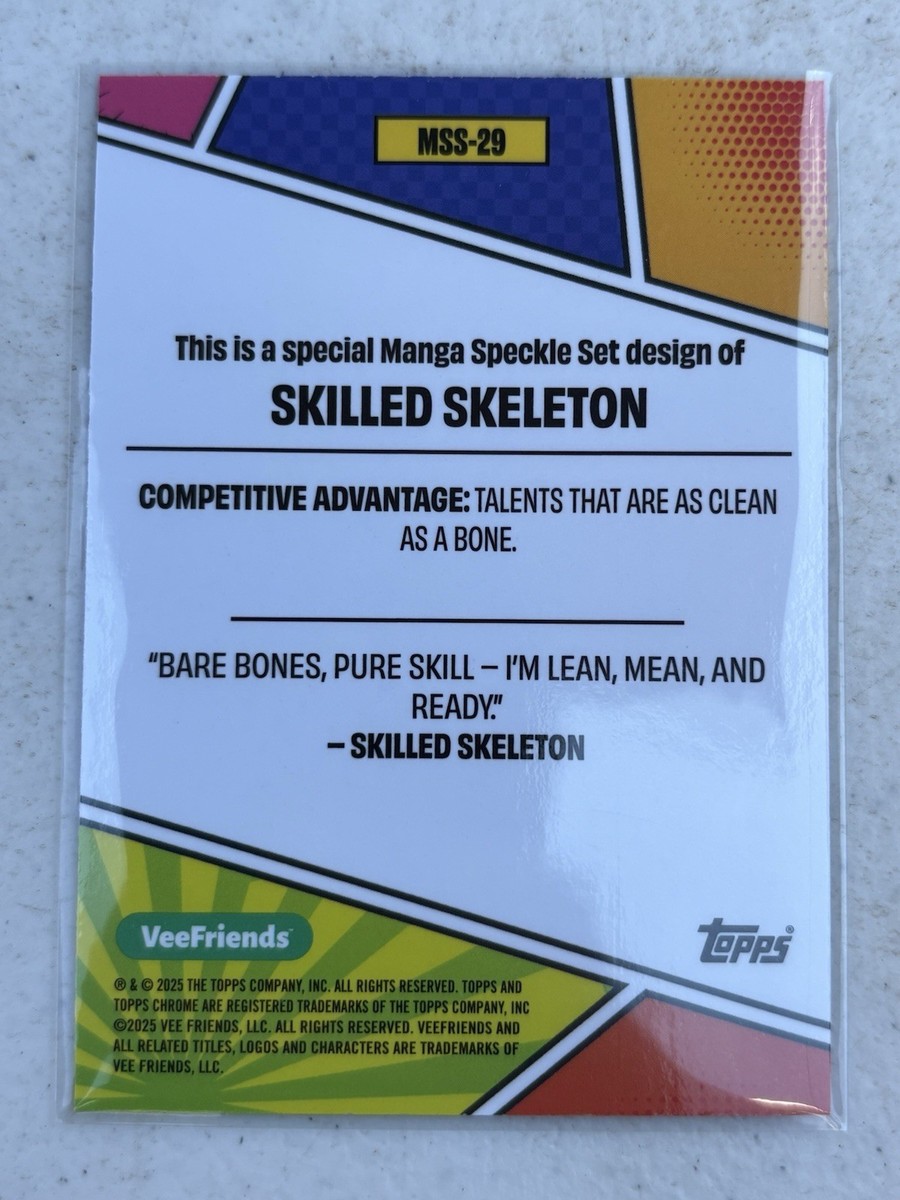 MSS-29
This is a special Manga Speckle Set design of
SKILLED SKELETON
COMPETITIVE ADVANTAGE: TALENTS THAT ARE AS CLEAN
AS A BONE.
“BARE BONES, PURE SKILL – I’M LEAN, MEAN, AND
READY.”
– SKILLED SKELETON
VeeFriends™
topps®
® & © 2025 THE TOPPS COMPANY, INC. ALL RIGHTS RESERVED. TOPPS AND
TOPPS CHROME ARE REGISTERED TRADEMARKS OF THE TOPPS COMPANY, INC
©2025 VEE FRIENDS, LLC. ALL RIGHTS RESERVED. VEEFRIENDS AND
ALL RELATED TITLES, LOGOS AND CHARACTERS ARE TRADEMARKS OF
VEE FRIENDS, LLC.